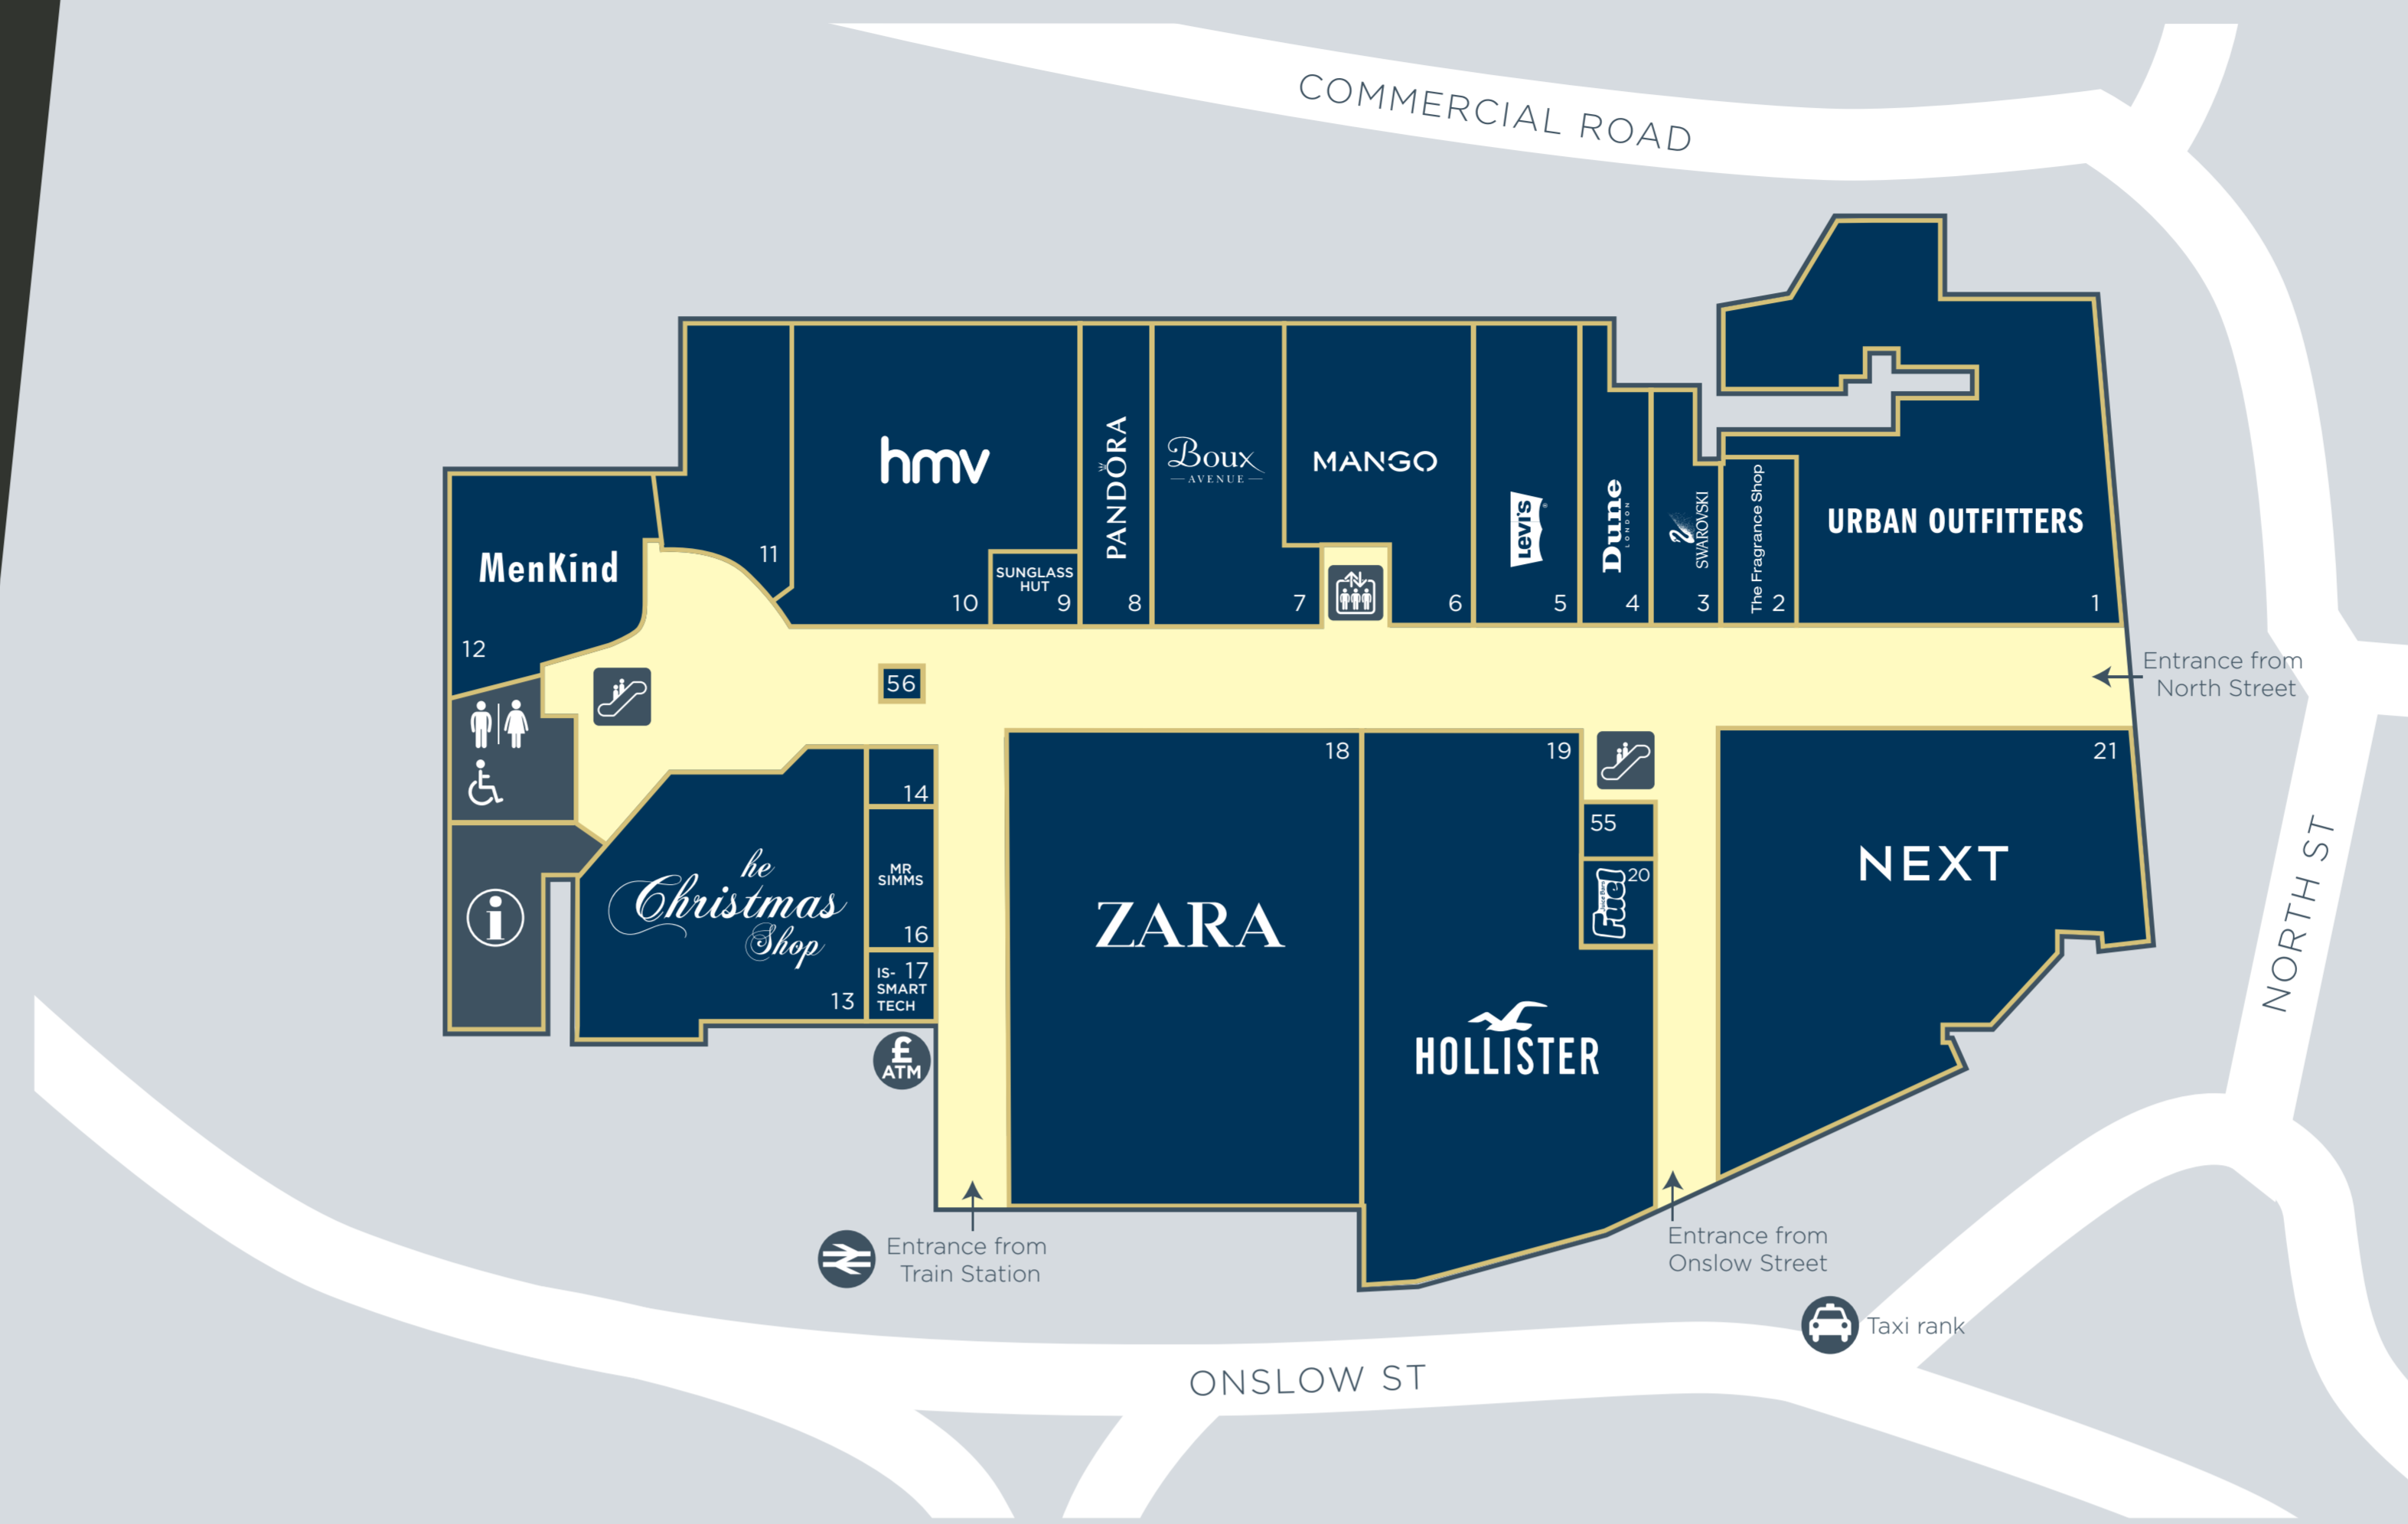 COMMERCIAL ROAD
hmv
PANDÓRA
Boux
AVENUE
MANGO
LEVI'S
®
Dune
LONDON
SWAROVSKI
The Fragrance Shop
URBAN OUTFITTERS
MenKind
11
SUNGLASS
HUT
10
9
8
7
6
5
4
3
2
1
12
56
Entrance from
North Street
18
19
21
14
55
NEXT
he
Christmas
Shop
MR
SIMMS
16
20
Fuel
ZARA
i
IS- 17
SMART
TECH
13
HOLLISTER
£
ATM
NORTH ST
Entrance from
Train Station
Entrance from
Onslow Street
Taxi rank
ONSLOW ST